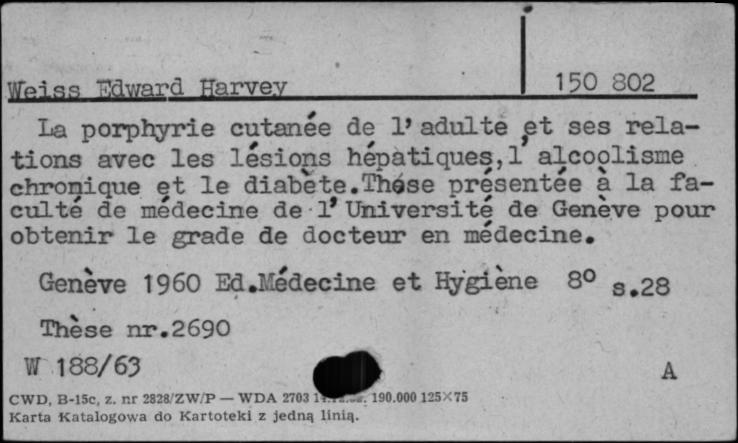 Weiss Edward Harvey 150 802
La porphyrie cutanée de l'adulte et ses rela-
tions avec les lésions hépatiques, l'alcoolisme
chronique et le diabète. Thèse présentée à la fa-
culté de médecine de l'Université de Genève pour
obtenir le grade de docteur en médecine.
Genève 1960 Ed.Médecine et Hygiène 8° s.28
Thèse nr.2690
W 188/63 A
CWD, B-15c, z. nr 2828/ZW/P — WDA 2703 190.000 125×75
Karta Katalogowa do Kartoteki z jedną linią.